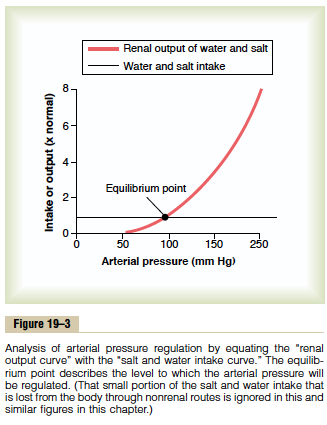 Renal output of water and salt
Water and salt intake
8
6
4
2
0
Intake or output (x normal)
Equilibrium point
0 50 100 150 250
Arterial pressure (mm Hg)
Figure 19–3
Analysis of arterial pressure regulation by equating the "renal
output curve" with the "salt and water intake curve." The equilib-
rium point describes the level to which the arterial pressure will
be regulated. (That small portion of the salt and water intake that
is lost from the body through nonrenal routes is ignored in this and
similar figures in this chapter.)